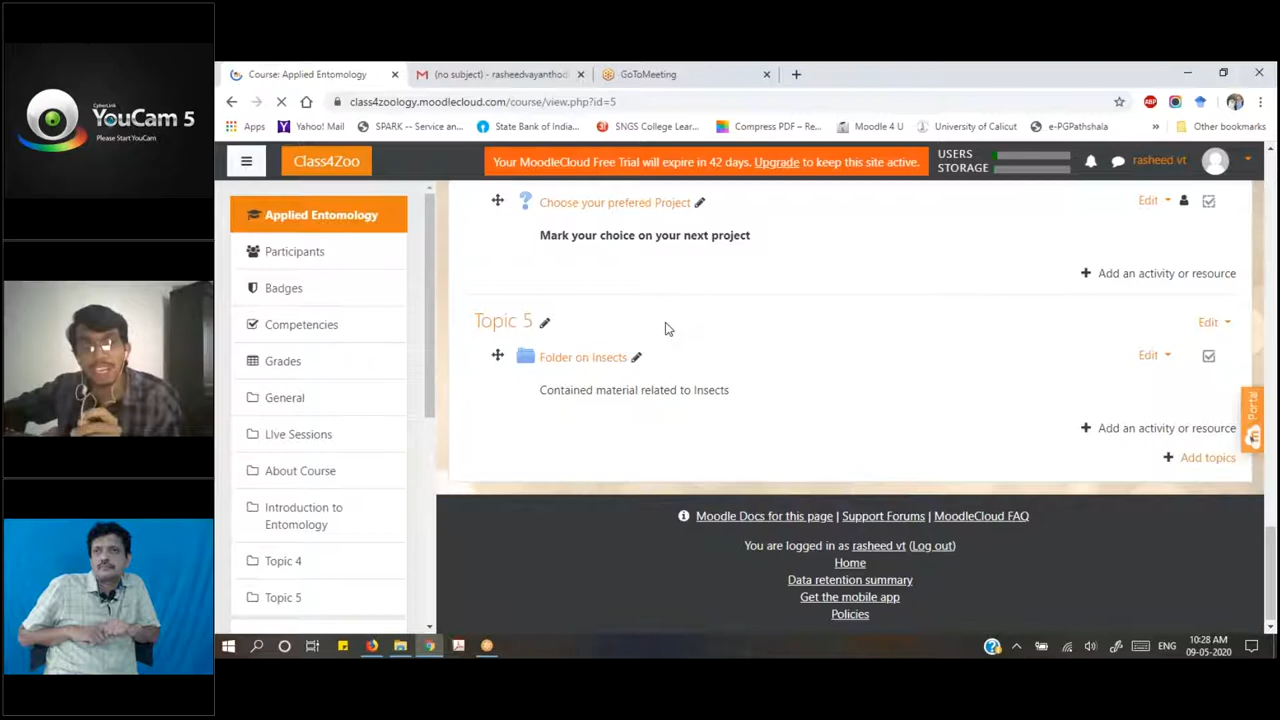 CyberLink
YouCam 5
Please Start YouCam
Course: Applied Entomology
(no subject) - rasheedvayanthod
GoToMeeting
class4zoology.moodlecloud.com/course/view.php?id=5
Apps
Yahoo! Mail
SPARK -- Service an...
State Bank of India...
SNGS College Lear...
Compress PDF – Re...
Moodle 4 U
University of Calicut
e-PGPathshala
»
Other bookmarks
ABP
Class4Zoo
Your MoodleCloud Free Trial will expire in 42 days. Upgrade to keep this site active.
USERS
STORAGE
rasheed vt
Applied Entomology
Participants
Badges
Competencies
Grades
General
LIve Sessions
About Course
Introduction to
Entomology
Topic 4
Topic 5
Choose your prefered Project
Edit
Mark your choice on your next project
Add an activity or resource
Topic 5
Edit
Folder on Insects
Edit
Contained material related to Insects
Add an activity or resource
Add topics
Portal
Moodle Docs for this page | Support Forums | MoodleCloud FAQ
You are logged in as rasheed vt (Log out)
Home
Data retention summary
Get the mobile app
Policies
ENG
10:28 AM
09-05-2020